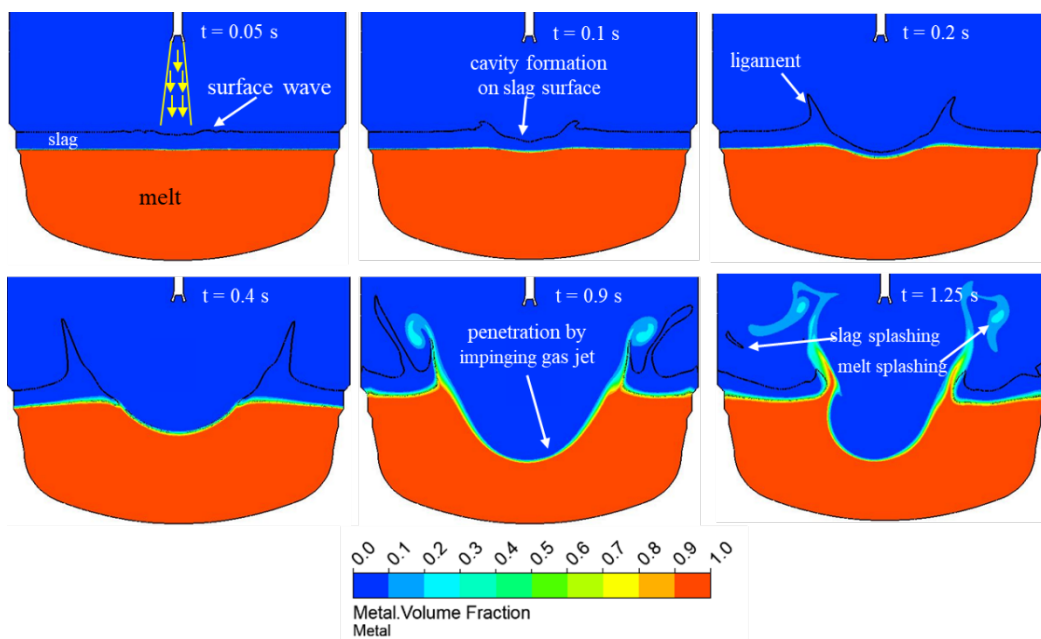 t = 0.05 s
surface wave
slag
melt
t = 0.1 s
cavity formation
on slag surface
t = 0.2 s
ligament
t = 0.4 s
t = 0.9 s
penetration by
impinging gas jet
t = 1.25 s
slag splashing
melt splashing
0.0 0.1 0.2 0.3 0.4 0.5 0.6 0.7 0.8 0.9 1.0
Metal.Volume Fraction
Metal